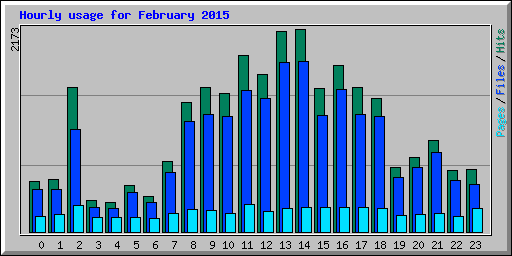 Hourly usage for February 2015
2173
Pages/Files/Hits
0 1 2 3 4 5 6 7 8 9 10 11 12 13 14 15 16 17 18 19 20 21 22 23